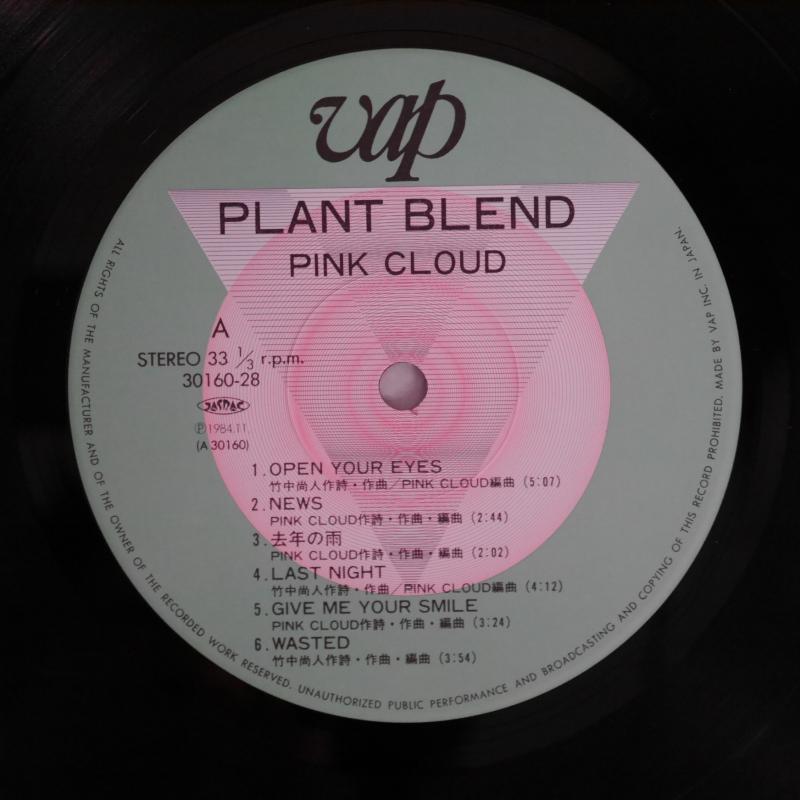 vap
PLANT BLEND
PINK CLOUD
A
STEREO 33 1/3 r.p.m.
30160-28
JASRAC
Ⓟ1984.11.
(A 30160)
1.OPEN YOUR EYES
竹中尚人作詩・作曲/PINK CLOUD編曲 (5:07)
2.NEWS
PINK CLOUD作詩・作曲・編曲 (2:44)
3.去年の雨
PINK CLOUD作詩・作曲・編曲 (2:02)
4.LAST NIGHT
竹中尚人作詩・作曲/PINK CLOUD編曲 (4:12)
5.GIVE ME YOUR SMILE
PINK CLOUD作詩・作曲・編曲 (3:24)
6.WASTED
竹中尚人作詩・作曲・編曲 (3:54)
ALL RIGHTS OF THE MANUFACTURER AND OF THE OWNER OF THE RECORDED WORK RESERVED. UNAUTHORIZED PUBLIC PERFORMANCE AND BROADCASTING AND COPYING OF THIS RECORD PROHIBITED. MADE BY VAP INC. IN JAPAN.